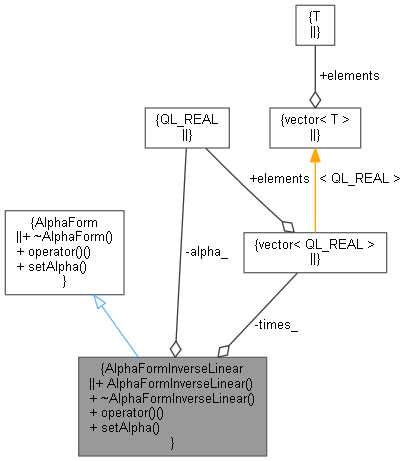 {T
||}
+elements
{QL_REAL
||}
{vector< T >
||}
+elements
< QL_REAL >
{AlphaForm
||+ ~AlphaForm()
+ operator()()
+ setAlpha()
}
-alpha_
{vector< QL_REAL >
||}
-times_
{AlphaFormInverseLinear
||+ AlphaFormInverseLinear()
+ ~AlphaFormInverseLinear()
+ operator()()
+ setAlpha()
}